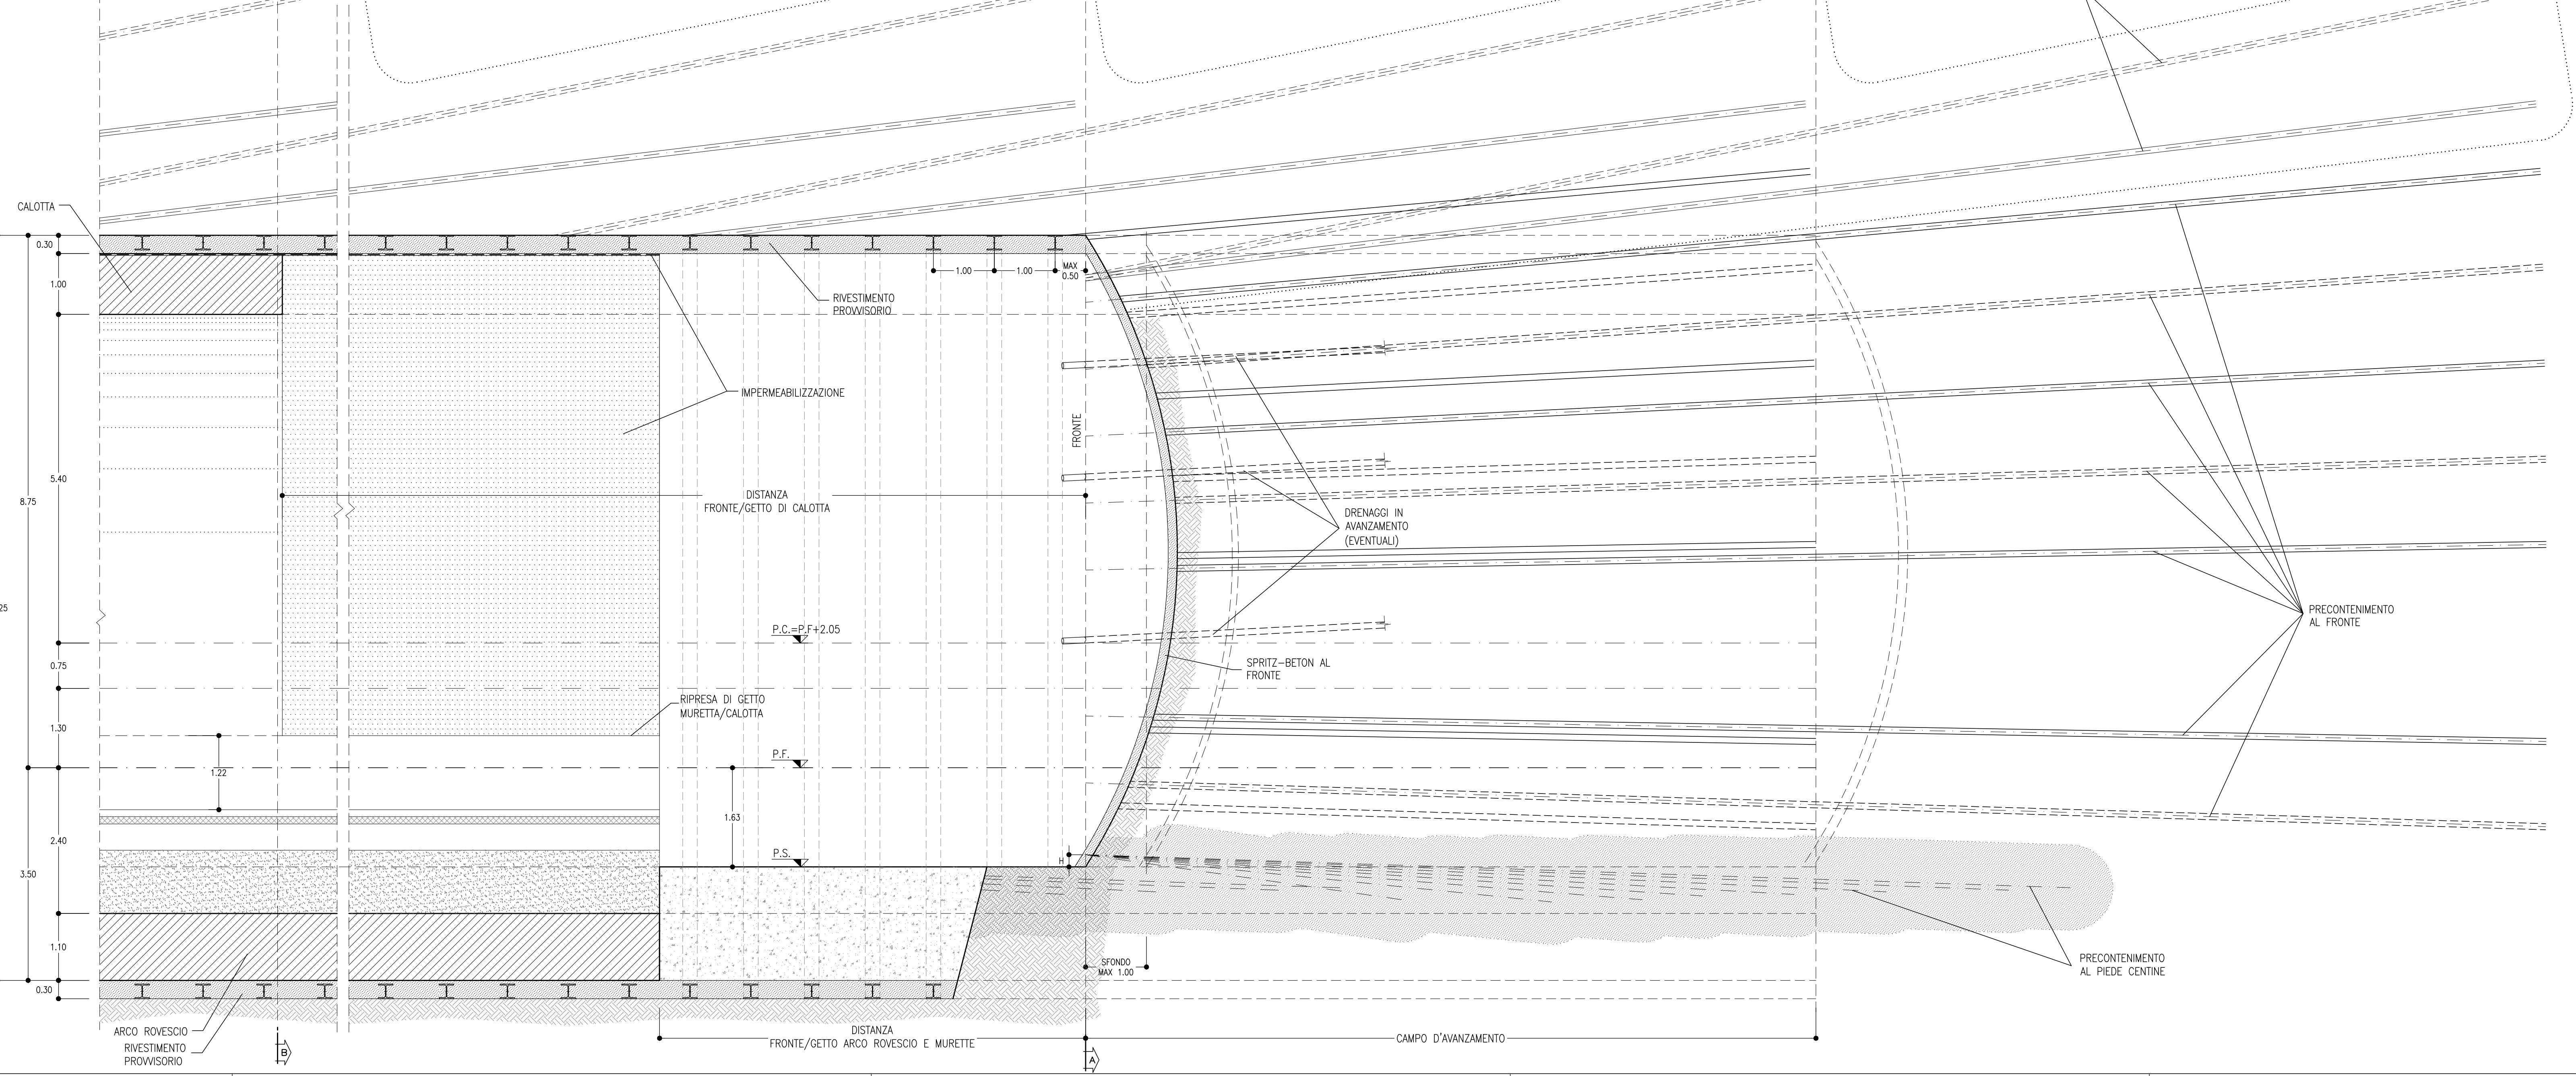 CALOTTA
0.30
1.00
5.40
8.75
25
0.75
1.30
1.22
2.40
3.50
1.10
0.30
ARCO ROVESCIO
RIVESTIMENTO
PROVVISORIO
B
1.00
1.00
MAX
0.50
RIVESTIMENTO
PROVVISORIO
IMPERMEABILIZZAZIONE
FRONTE
DISTANZA
FRONTE/GETTO DI CALOTTA
DRENAGGI IN
AVANZAMENTO
(EVENTUALI)
P.C.=P.F+2.05
SPRITZ-BETON AL
FRONTE
RIPRESA DI GETTO
MURETTA/CALOTTA
P.F.
1.63
P.S.
H
PRECONTENIMENTO
AL FRONTE
SFONDO
MAX 1.00
PRECONTENIMENTO
AL PIEDE CENTINE
DISTANZA
FRONTE/GETTO ARCO ROVESCIO E MURETTE
CAMPO D'AVANZAMENTO
A